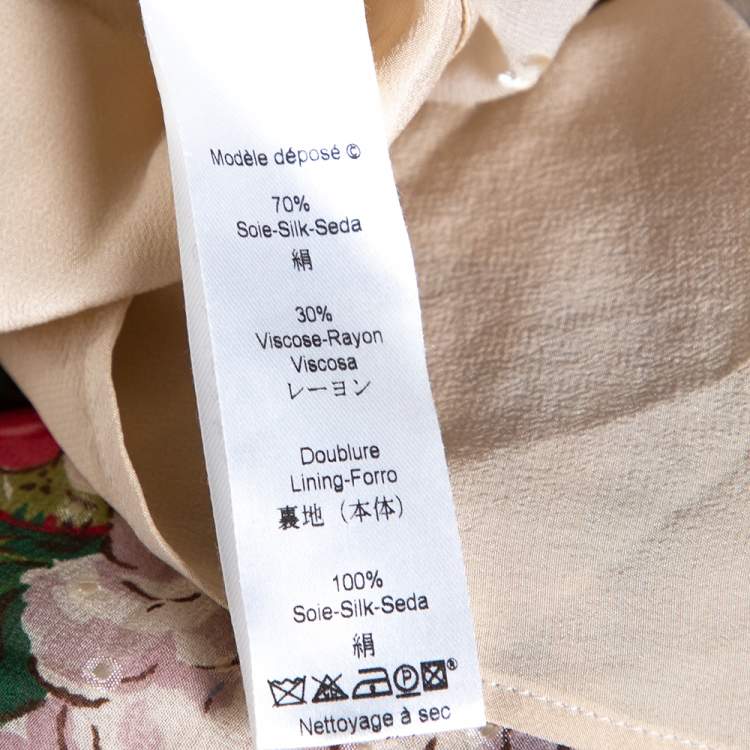 Modèle déposé ©
70%
Soie-Silk-Seda
絹
30%
Viscose-Rayon
Viscosa
レーヨン
Doublure
Lining-Forro
裏地（本体）
100%
Soie-Silk-Seda
絹
P ®
Nettoyage à sec